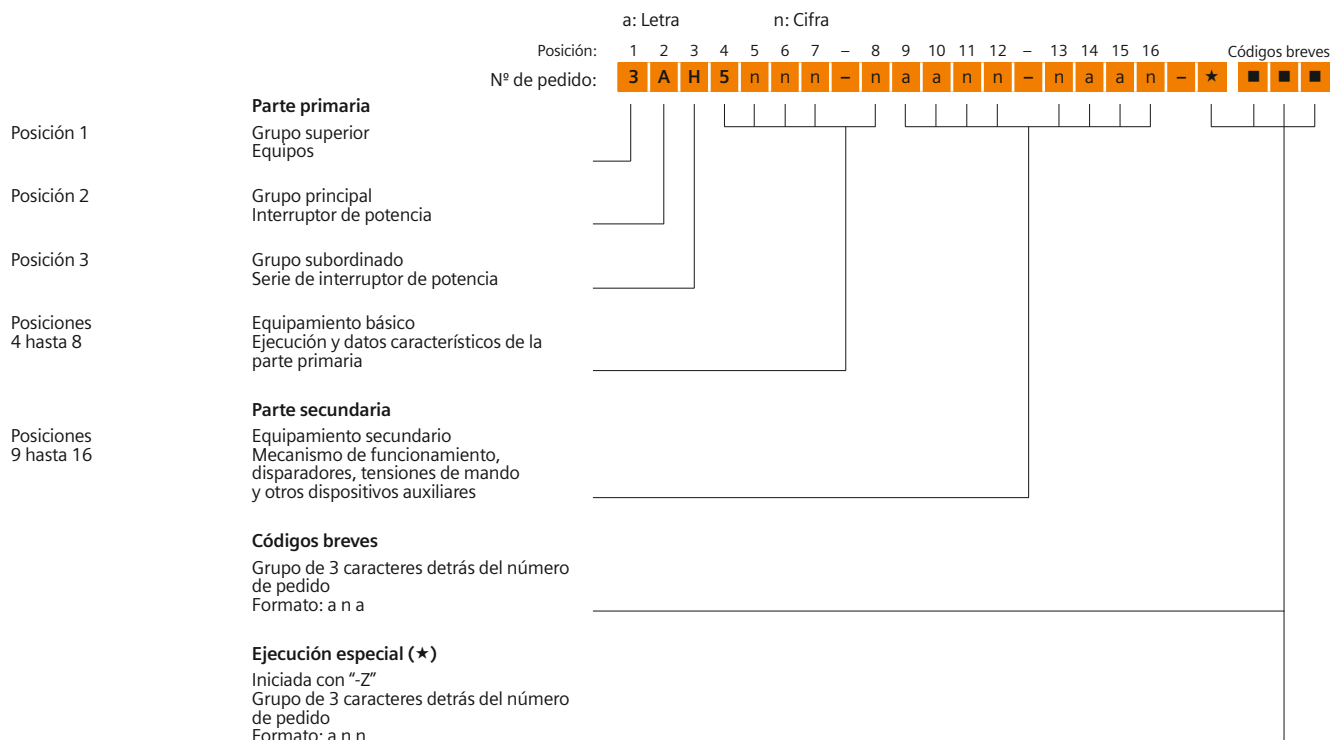 a: Letra n: Cifra
Posición: 1 2 3 4 5 6 7 – 8 9 10 11 12 – 13 14 15 16 Códigos breves
Nº de pedido: 3 A H 5 n n n – n a a n n – n a a n – ★ ■ ■ ■
Parte primaria
Posición 1 Grupo superior
Equipos
Posición 2 Grupo principal
Interruptor de potencia
Posición 3 Grupo subordinado
Serie de interruptor de potencia
Posiciones Equipamiento básico
4 hasta 8 Ejecución y datos característicos de la
parte primaria
Parte secundaria
Posiciones Equipamiento secundario
9 hasta 16 Mecanismo de funcionamiento,
disparadores, tensiones de mando
y otros dispositivos auxiliares
Códigos breves
Grupo de 3 caracteres detrás del número
de pedido
Formato: a n a
Ejecución especial (★)
Iniciada con “-Z”
Grupo de 3 caracteres detrás del número
de pedido
Formato: a n n